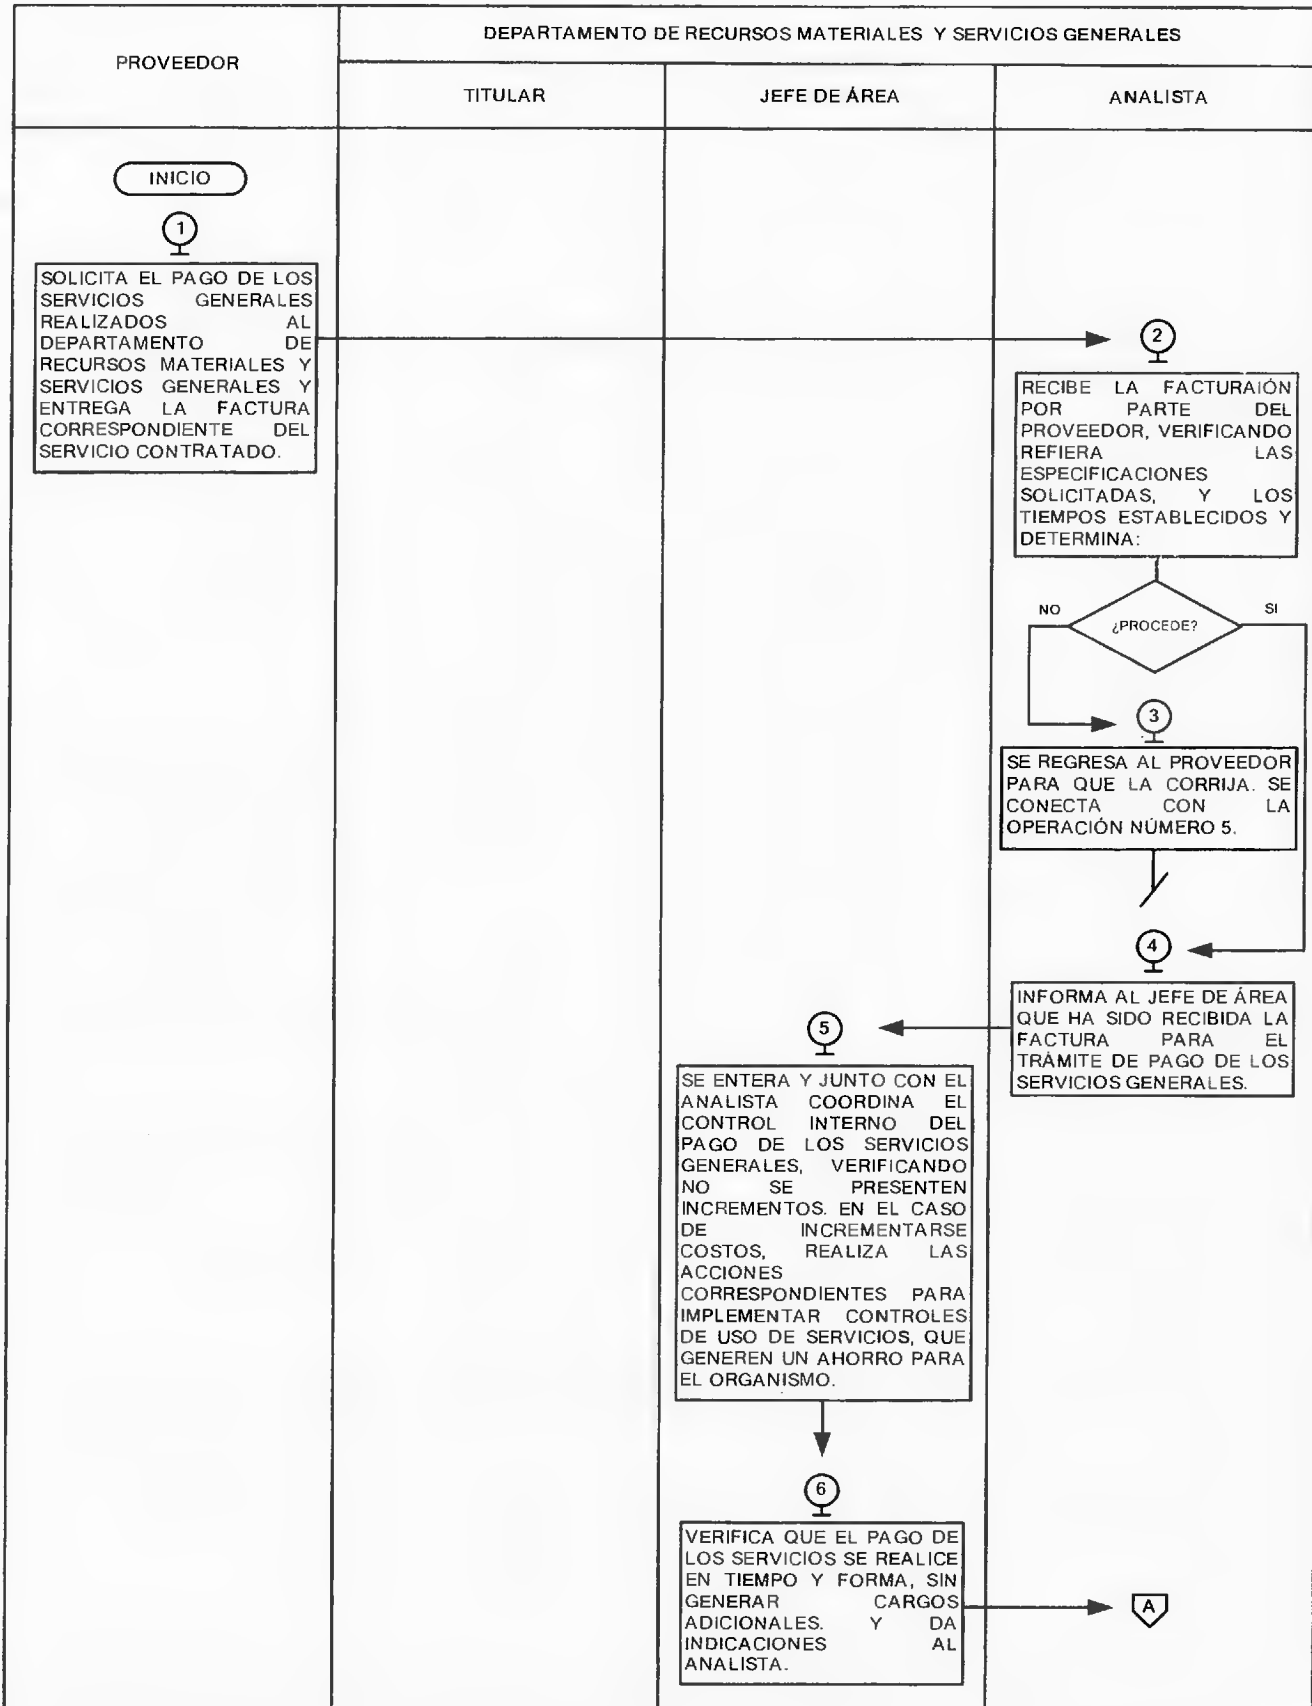 PROVEEDOR
DEPARTAMENTO DE RECURSOS MATERIALES Y SERVICIOS GENERALES
TITULAR
JEFE DE ÁREA
ANALISTA
INICIO
1
SOLICITA EL PAGO DE LOS
SERVICIOS GENERALES
REALIZADOS AL
DEPARTAMENTO DE
RECURSOS MATERIALES Y
SERVICIOS GENERALES Y
ENTREGA LA FACTURA
CORRESPONDIENTE DEL
SERVICIO CONTRATADO.
2
RECIBE LA FACTURAIÓN
POR PARTE DEL
PROVEEDOR, VERIFICANDO
REFIERA LAS
ESPECIFICACIONES
SOLICITADAS, Y LOS
TIEMPOS ESTABLECIDOS Y
DETERMINA:
NO
¿PROCEDE?
SI
3
SE REGRESA AL PROVEEDOR
PARA QUE LA CORRIJA. SE
CONECTA CON LA
OPERACIÓN NÚMERO 5.
4
INFORMA AL JEFE DE ÁREA
QUE HA SIDO RECIBIDA LA
FACTURA PARA EL
TRÁMITE DE PAGO DE LOS
SERVICIOS GENERALES.
5
SE ENTERA Y JUNTO CON EL
ANALISTA COORDINA EL
CONTROL INTERNO DEL
PAGO DE LOS SERVICIOS
GENERALES, VERIFICANDO
NO SE PRESENTEN
INCREMENTOS. EN EL CASO
DE INCREMENTARSE
COSTOS, REALIZA LAS
ACCIONES
CORRESPONDIENTES PARA
IMPLEMENTAR CONTROLES
DE USO DE SERVICIOS, QUE
GENEREN UN AHORRO PARA
EL ORGANISMO.
6
VERIFICA QUE EL PAGO DE
LOS SERVICIOS SE REALICE
EN TIEMPO Y FORMA, SIN
GENERAR CARGOS
ADICIONALES. Y DA
INDICACIONES AL
ANALISTA.
A